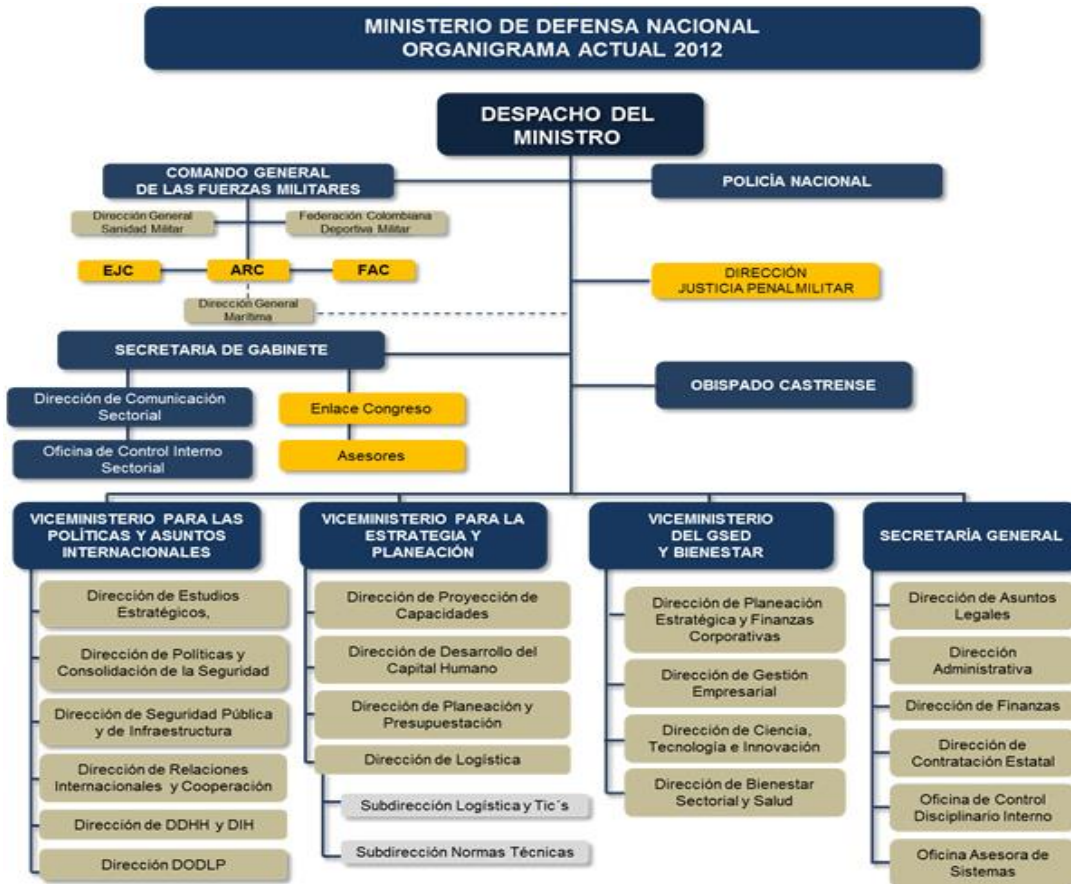 MINISTERIO DE DEFENSA NACIONAL
ORGANIGRAMA ACTUAL 2012
DESPACHO DEL
MINISTRO
COMANDO GENERAL
DE LAS FUERZAS MILITARES
POLICÍA NACIONAL
Dirección General
Sanidad Militar
Federación Colombiana
Deportiva Militar
EJC
ARC
FAC
DIRECCIÓN
JUSTICIA PENALMILITAR
Dirección General
Marítima
SECRETARIA DE GABINETE
OBISPADO CASTRENSE
Dirección de Comunicación
Sectorial
Enlace Congreso
Oficina de Control Interno
Sectorial
Asesores
VICEMINISTERIO PARA LAS
POLÍTICAS Y ASUNTOS
INTERNACIONALES
Dirección de Estudios
Estratégicos,
Dirección de Políticas y
Consolidación de la Seguridad
Dirección de Seguridad Pública
y de Infraestructura
Dirección de Relaciones
Internacionales y Cooperación
Dirección de DDHH y DIH
Dirección DODLP
VICEMINISTERIO PARA LA
ESTRATEGIA Y
PLANEACIÓN
Dirección de Proyección de
Capacidades
Dirección de Desarrollo del
Capital Humano
Dirección de Planeación y
Presupuestación
Dirección de Logística
Subdirección Logística y Tic´s
Subdirección Normas Técnicas
VICEMINISTERIO
DEL GSED
Y BIENESTAR
Dirección de Planeación
Estratégica y Finanzas
Corporativas
Dirección de Gestión
Empresarial
Dirección de Ciencia,
Tecnología e Innovación
Dirección de Bienestar
Sectorial y Salud
SECRETARÍA GENERAL
Dirección de Asuntos
Legales
Dirección
Administrativa
Dirección de Finanzas
Dirección de
Contratación Estatal
Oficina de Control
Disciplinario Interno
Oficina Asesora de
Sistemas